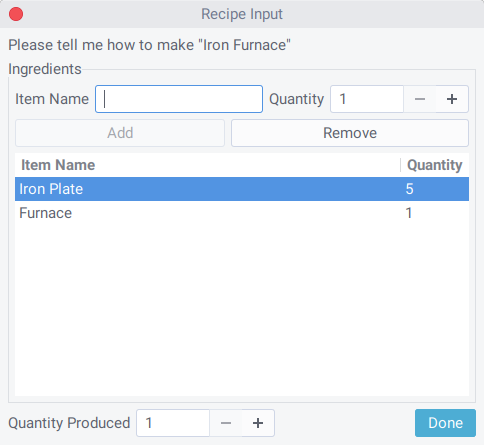 Recipe Input
Please tell me how to make "Iron Furnace"
Ingredients
Item Name Quantity 1 − +
Add Remove
Item Name Quantity
Iron Plate 5
Furnace 1
Quantity Produced 1 − + Done